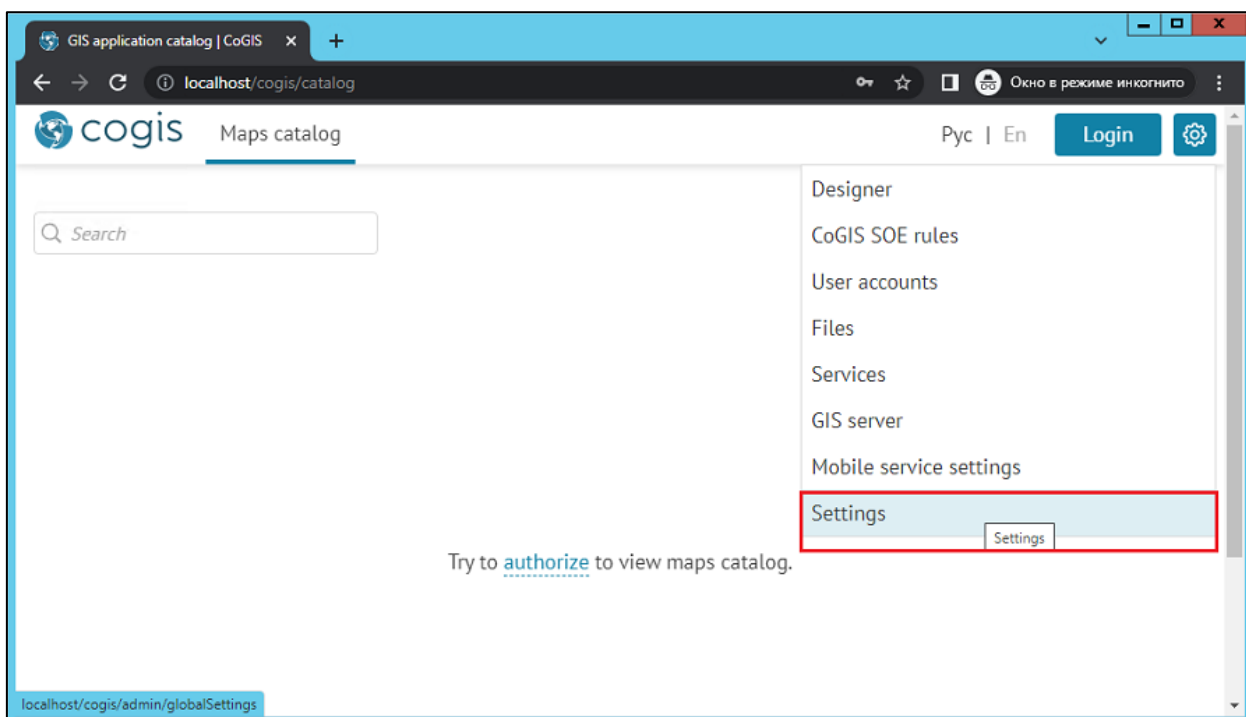 GIS application catalog | CoGIS
localhost/cogis/catalog
Окно в режиме инкогнито
cogis
Maps catalog
Рус | En
Login
Search
Designer
CoGIS SOE rules
User accounts
Files
Services
GIS server
Mobile service settings
Settings
Settings
Try to authorize to view maps catalog.
localhost/cogis/admin/globalSettings